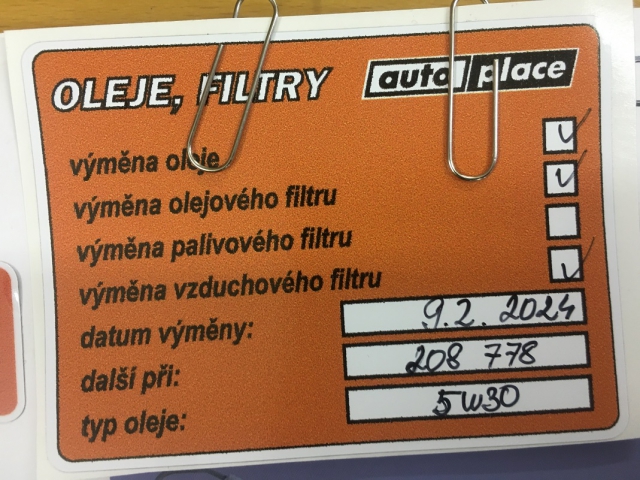 OLEJE, FILTRY auto place
výměna oleje
výměna olejového filtru
výměna palivového filtru
výměna vzduchového filtru
datum výměny: 9.2.2024
další při: 208 778
typ oleje: 5W30